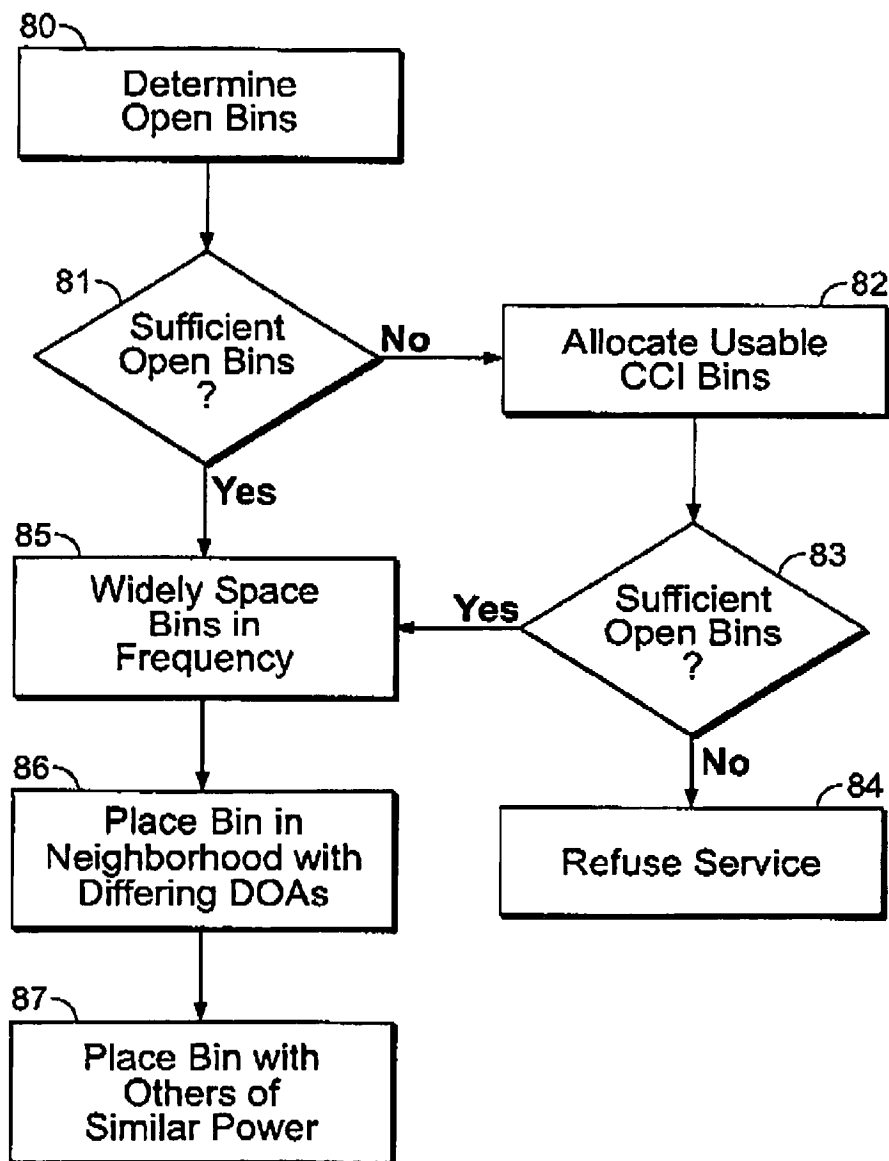 80
Determine
Open Bins
81
Sufficient
Open Bins
?
No
Yes
82
Allocate Usable
CCI Bins
83
Sufficient
Open Bins
?
Yes
No
84
Refuse Service
85
Widely Space
Bins in
Frequency
86
Place Bin in
Neighborhood with
Differing DOAs
87
Place Bin with
Others of
Similar Power